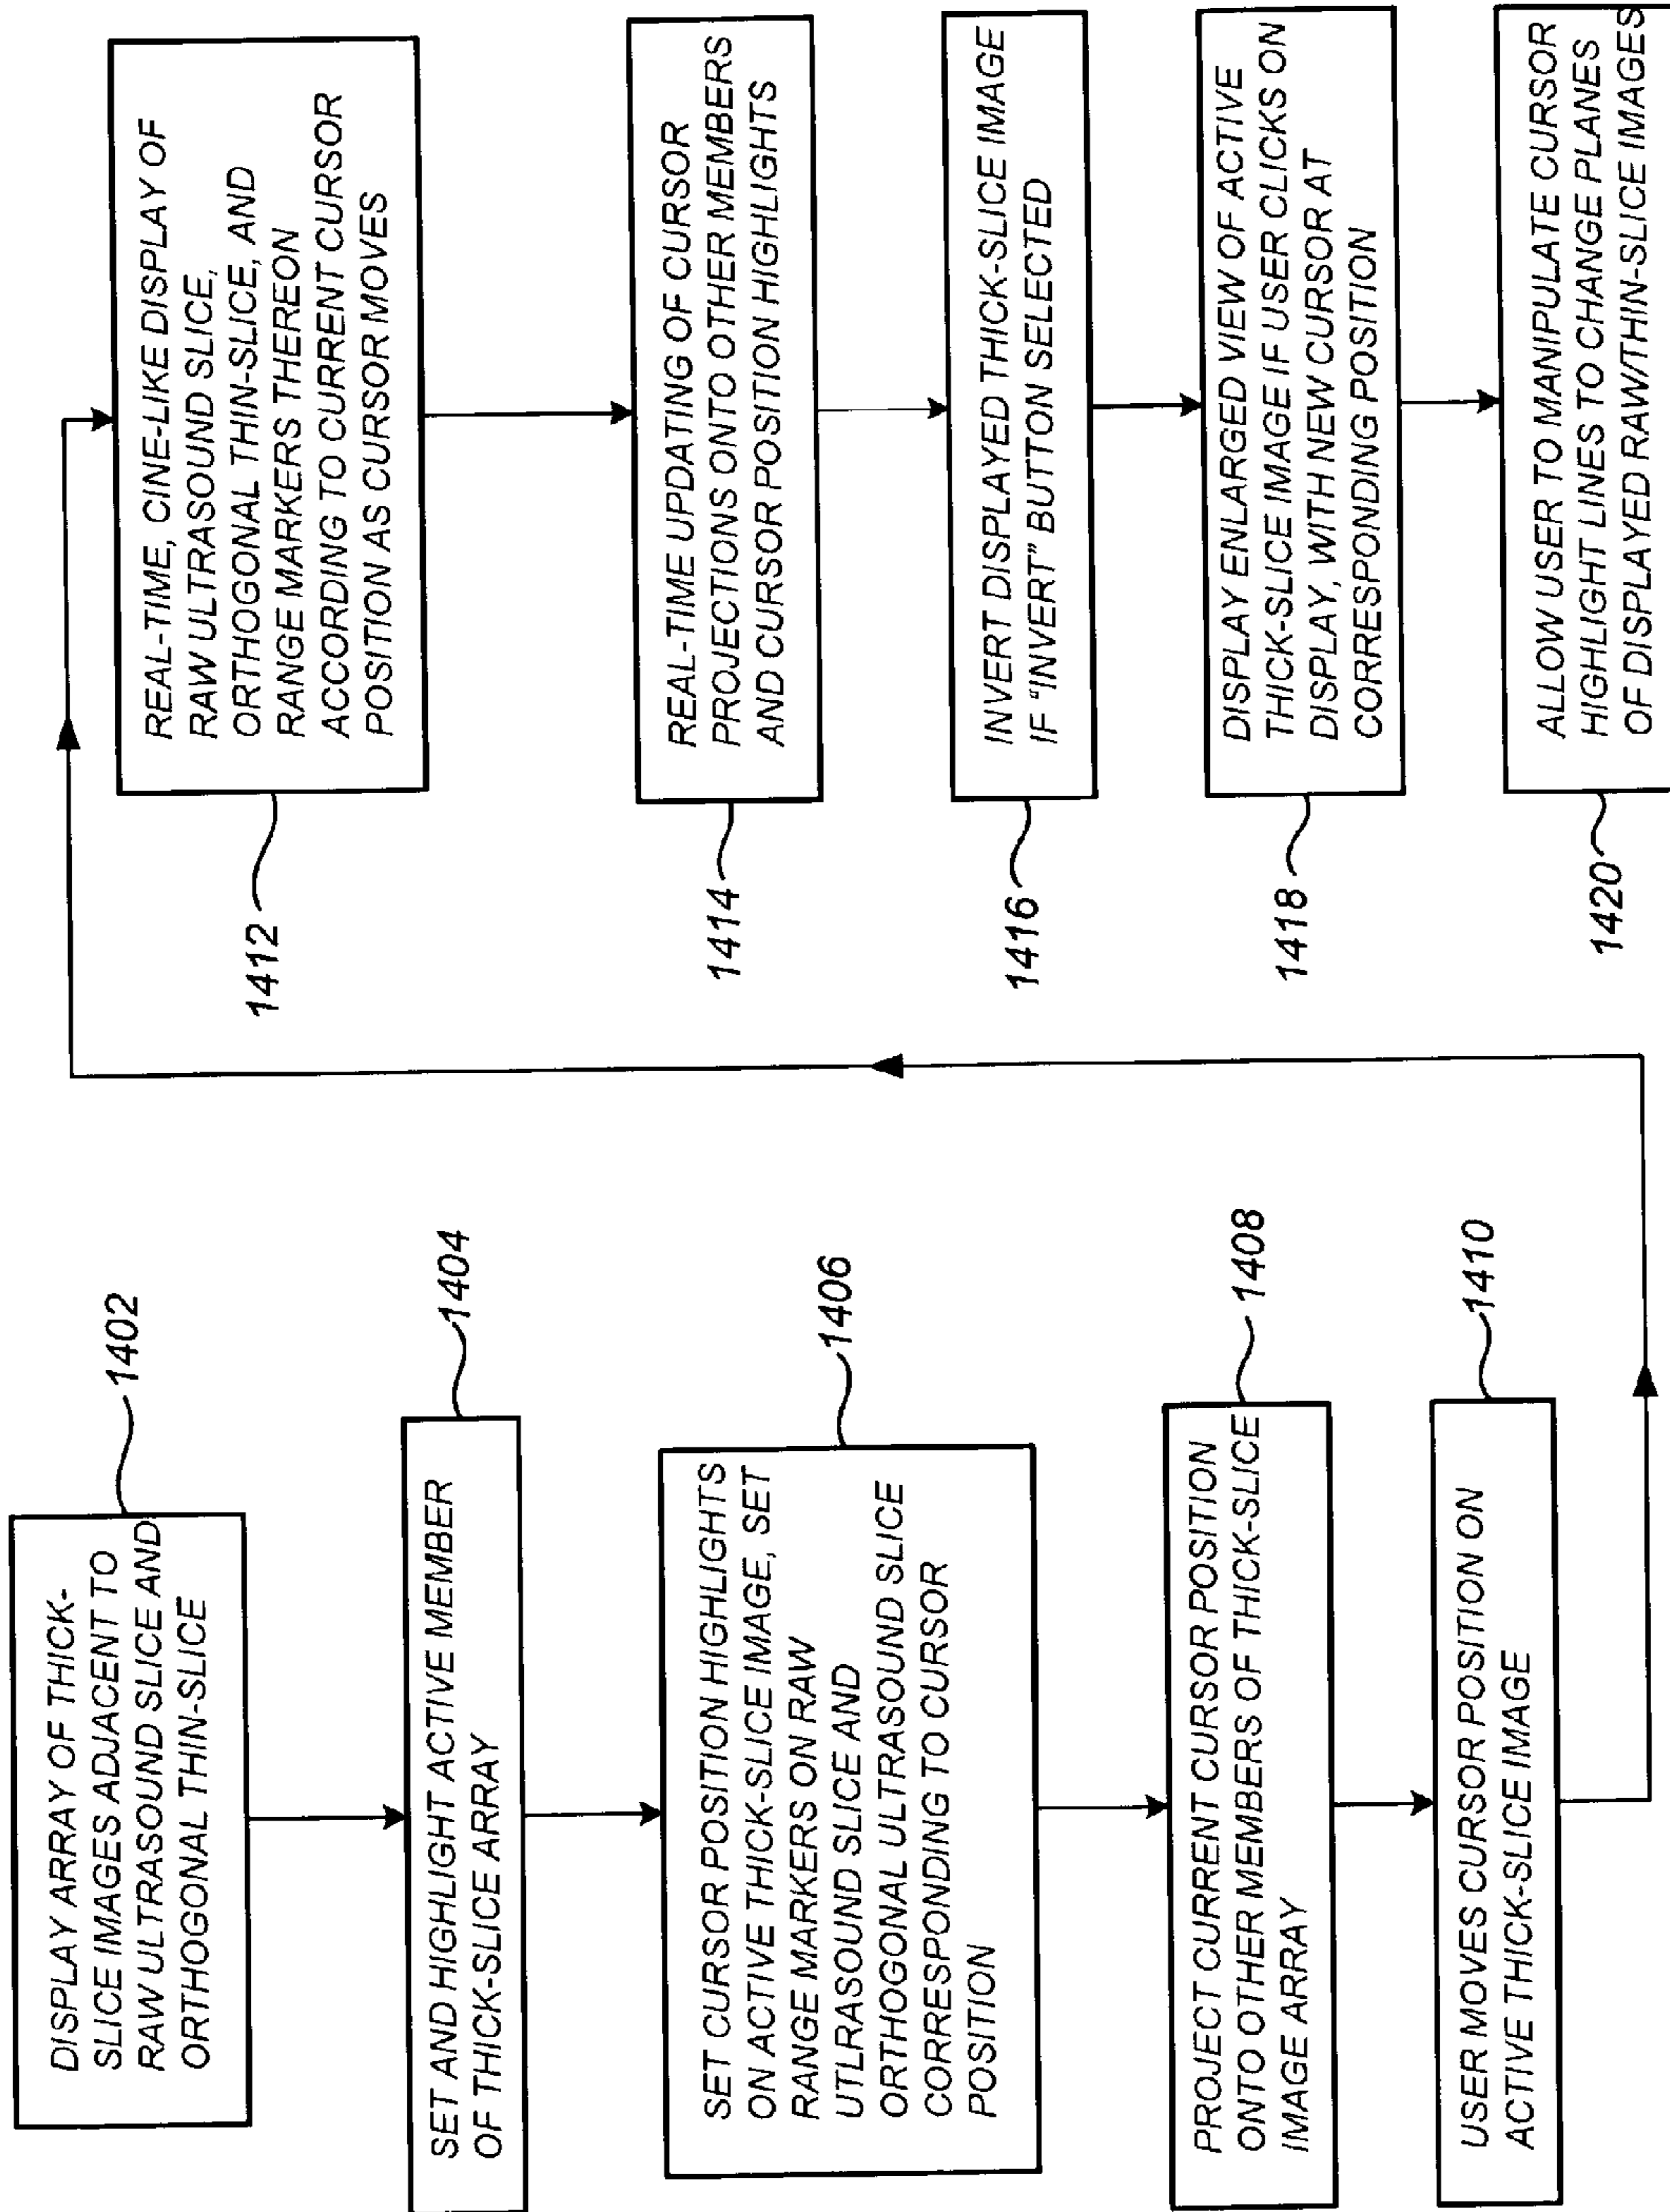 DISPLAY ARRAY OF THICK-
SLICE IMAGES ADJACENT TO
RAW ULTRASOUND SLICE AND
ORTHOGONAL THIN-SLICE
1402
SET AND HIGHLIGHT ACTIVE MEMBER
OF THICK-SLICE ARRAY
1404
SET CURSOR POSITION HIGHLIGHTS
ON ACTIVE THICK-SLICE IMAGE, SET
RANGE MARKERS ON RAW
UTLRASOUND SLICE AND
ORTHOGONAL ULTRASOUND SLICE
CORRESPONDING TO CURSOR
POSITION
1406
PROJECT CURRENT CURSOR POSITION
ONTO OTHER MEMBERS OF THICK-SLICE
IMAGE ARRAY
1408
USER MOVES CURSOR POSITION ON
ACTIVE THICK-SLICE IMAGE
1410
REAL-TIME, CINE-LIKE DISPLAY OF
RAW ULTRASOUND SLICE,
ORTHOGONAL THIN-SLICE, AND
RANGE MARKERS THEREON
ACCORDING TO CURRENT CURSOR
POSITION AS CURSOR MOVES
1412
REAL-TIME UPDATING OF CURSOR
PROJECTIONS ONTO OTHER MEMBERS
AND CURSOR POSITION HIGHLIGHTS
1414
INVERT DISPLAYED THICK-SLICE IMAGE
IF "INVERT" BUTTON SELECTED
1416
DISPLAY ENLARGED VIEW OF ACTIVE
THICK-SLICE IMAGE IF USER CLICKS ON
DISPLAY, WITH NEW CURSOR AT
CORRESPONDING POSITION
1418
ALLOW USER TO MANIPULATE CURSOR
HIGHLIGHT LINES TO CHANGE PLANES
OF DISPLAYED RAW/THIN-SLICE IMAGES
1420